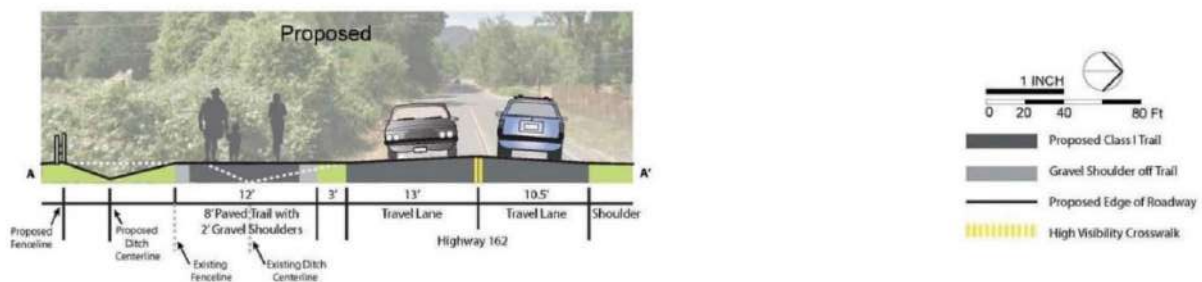 Proposed
A
A'
12'
3'
13'
10.5'
8' Paved Trail with
2' Gravel Shoulders
Travel Lane
Travel Lane
Shoulder
Highway 162
Proposed
Fenceline
Proposed
Ditch
Centerline
Existing
Fenceline
Existing Ditch
Centerline
1 INCH
0 20 40 80 Ft
Proposed Class I Trail
Gravel Shoulder off Trail
Proposed Edge of Roadway
High Visibility Crosswalk